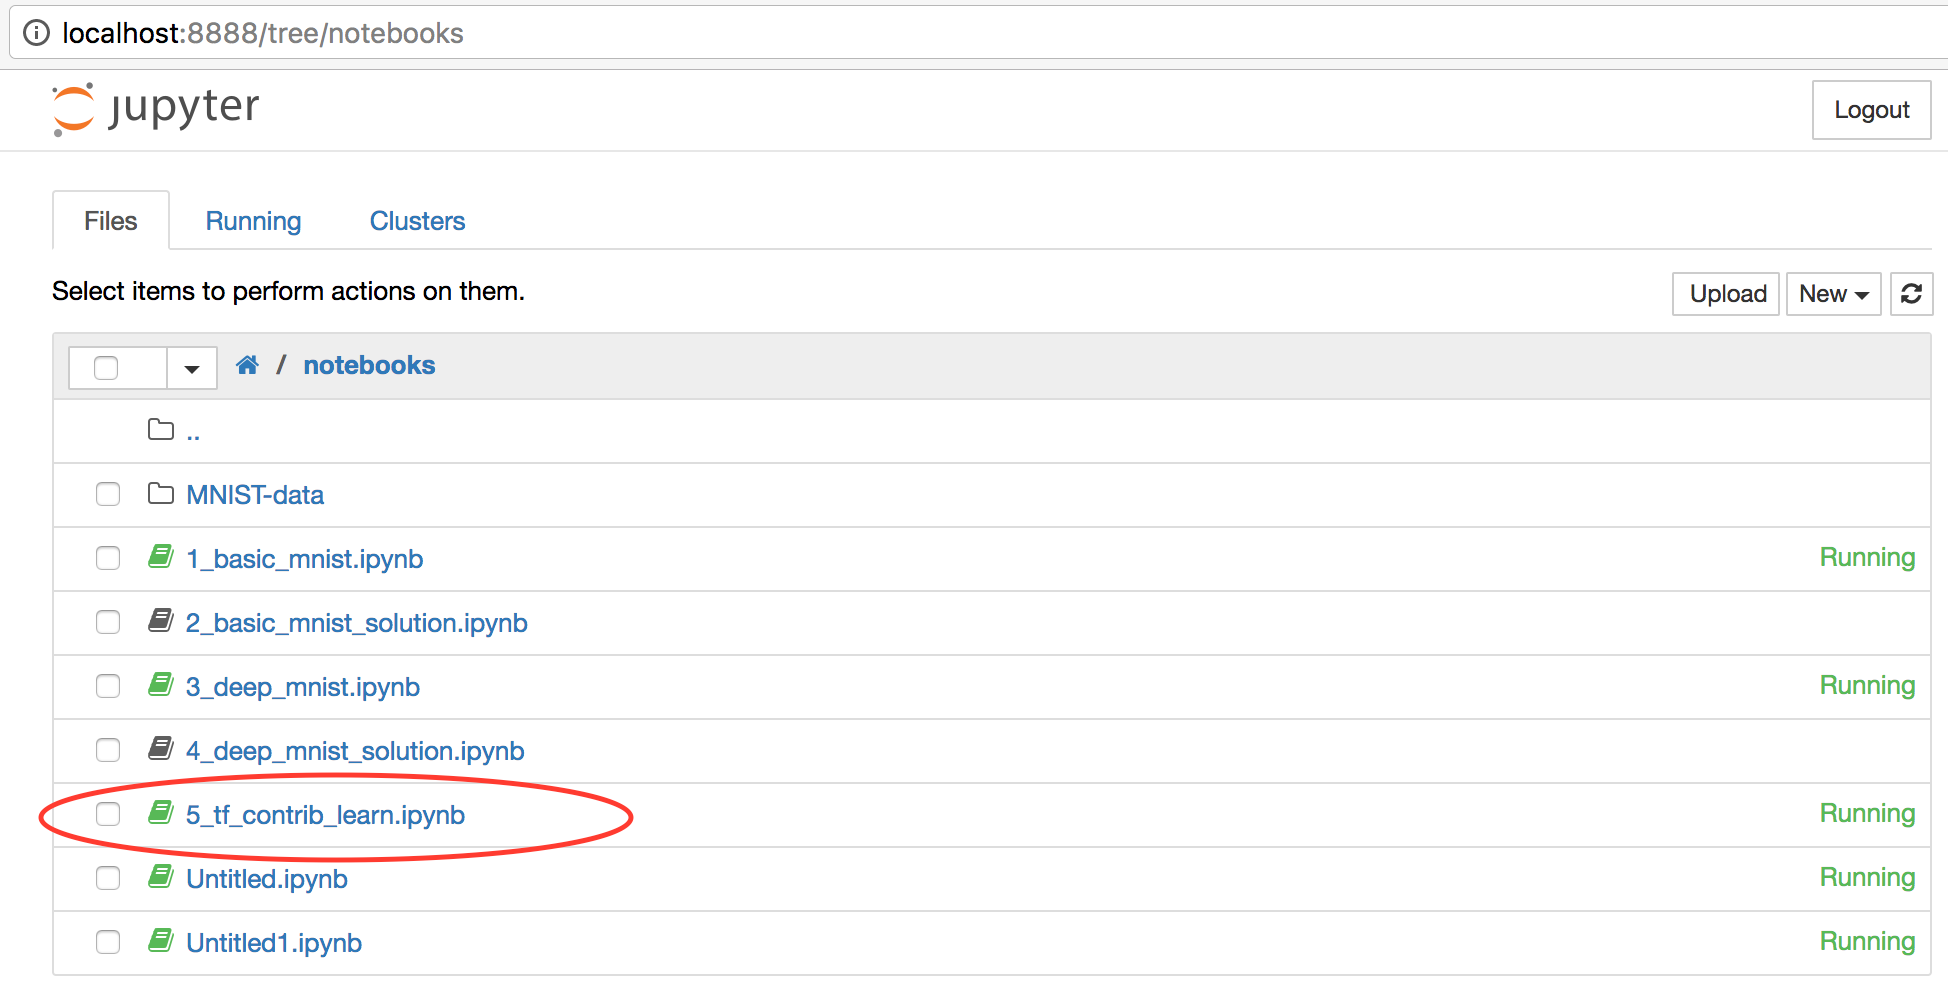 localhost:8888/tree/notebooks
jupyter
Logout
Files Running Clusters
Select items to perform actions on them.
Upload New
/ notebooks
..
MNIST-data
1_basic_mnist.ipynb Running
2_basic_mnist_solution.ipynb
3_deep_mnist.ipynb Running
4_deep_mnist_solution.ipynb
5_tf_contrib_learn.ipynb Running
Untitled.ipynb Running
Untitled1.ipynb Running